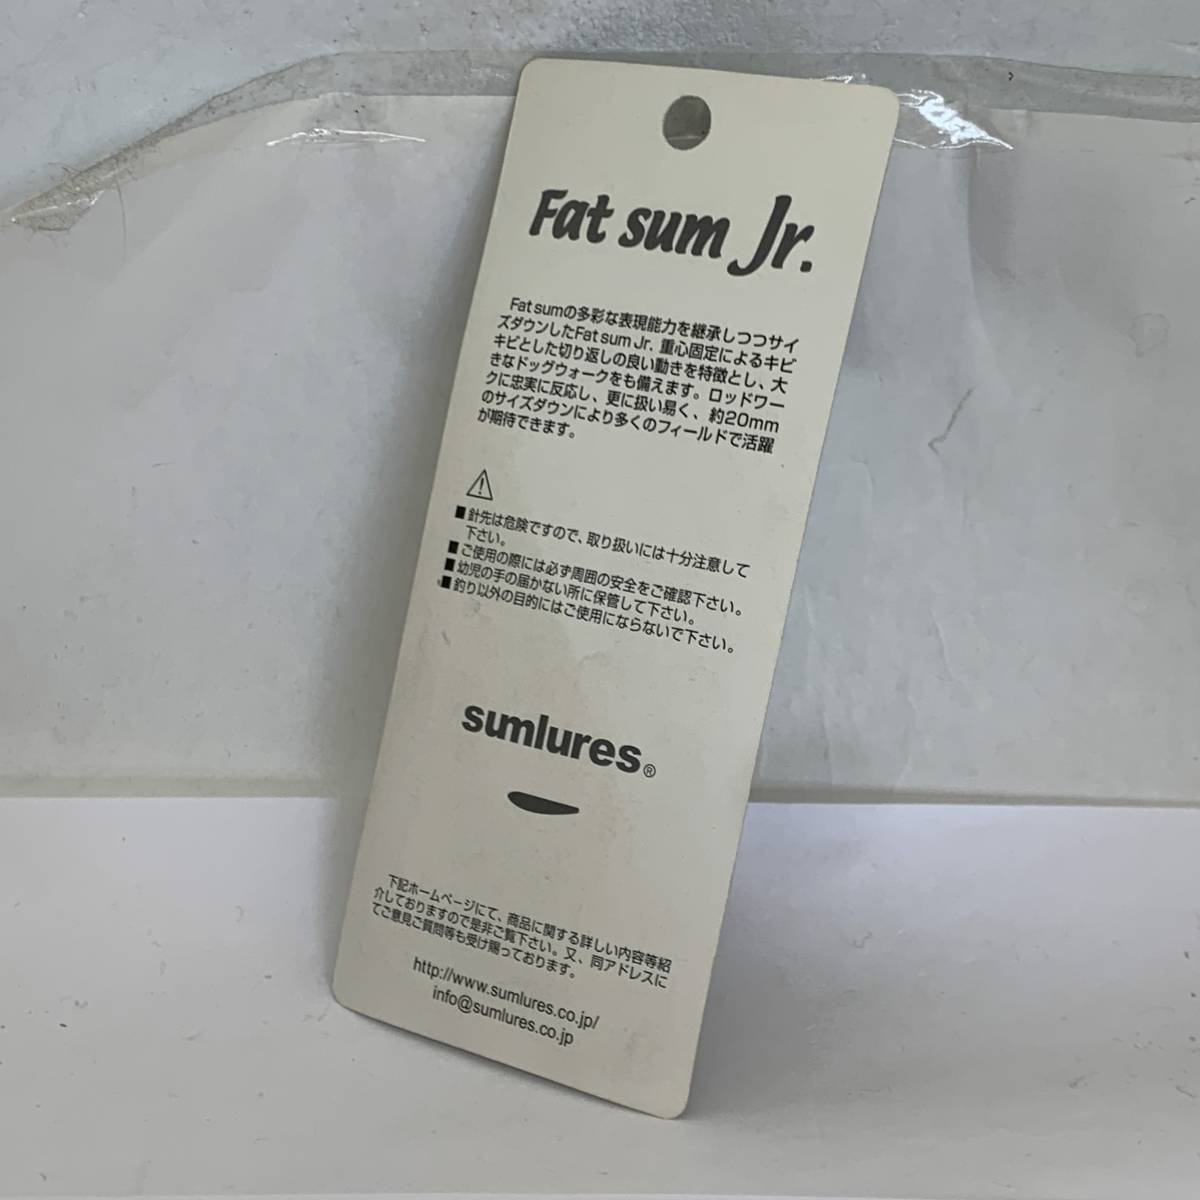 Fat sum Jr.
Fat sumの多彩な表現能力を継承しつつサイ
ズダウンしたFat sum Jr. 重心固定によるキビ
キビとした切り返しの良い動きを特徴とし、大
きなドッグウォークをも備えます。ロッドワー
クに忠実に反応し、更に扱い易く、約20mm
のサイズダウンにより多くのフィールドで活躍
が期待できます。
■針先は危険ですので、取り扱いには十分注意して
下さい。
■ご使用の際には必ず周囲の安全をご確認下さい。
■幼児の手の届かない所に保管して下さい。
■釣り以外の目的にはご使用にならないで下さい。
sumlures®
下記ホームページにて、商品に関する詳しい内容等紹
介しておりますので是非ご覧下さい。又、同アドレスに
てご意見ご質問等も受け賜っております。
http://www.sumlures.co.jp/
info@sumlures.co.jp